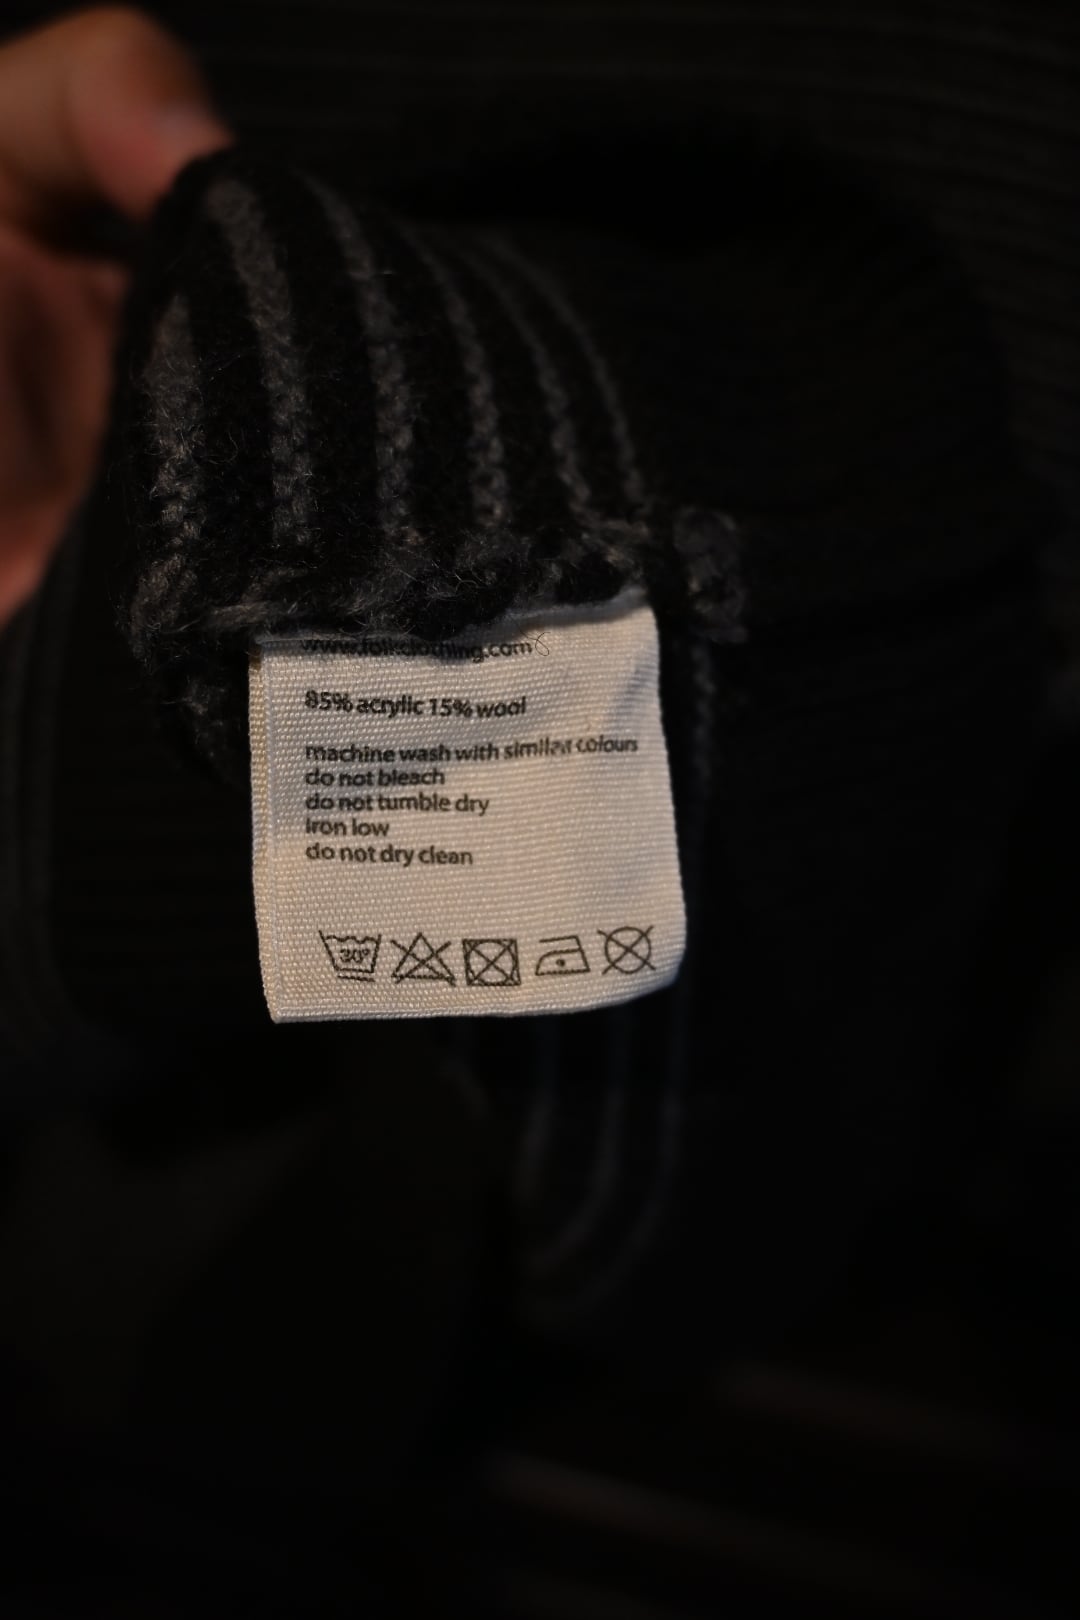 www.folkclothing.com
85% acrylic 15% wool
machine wash with similar colours
do not bleach
do not tumble dry
iron low
do not dry clean
30°